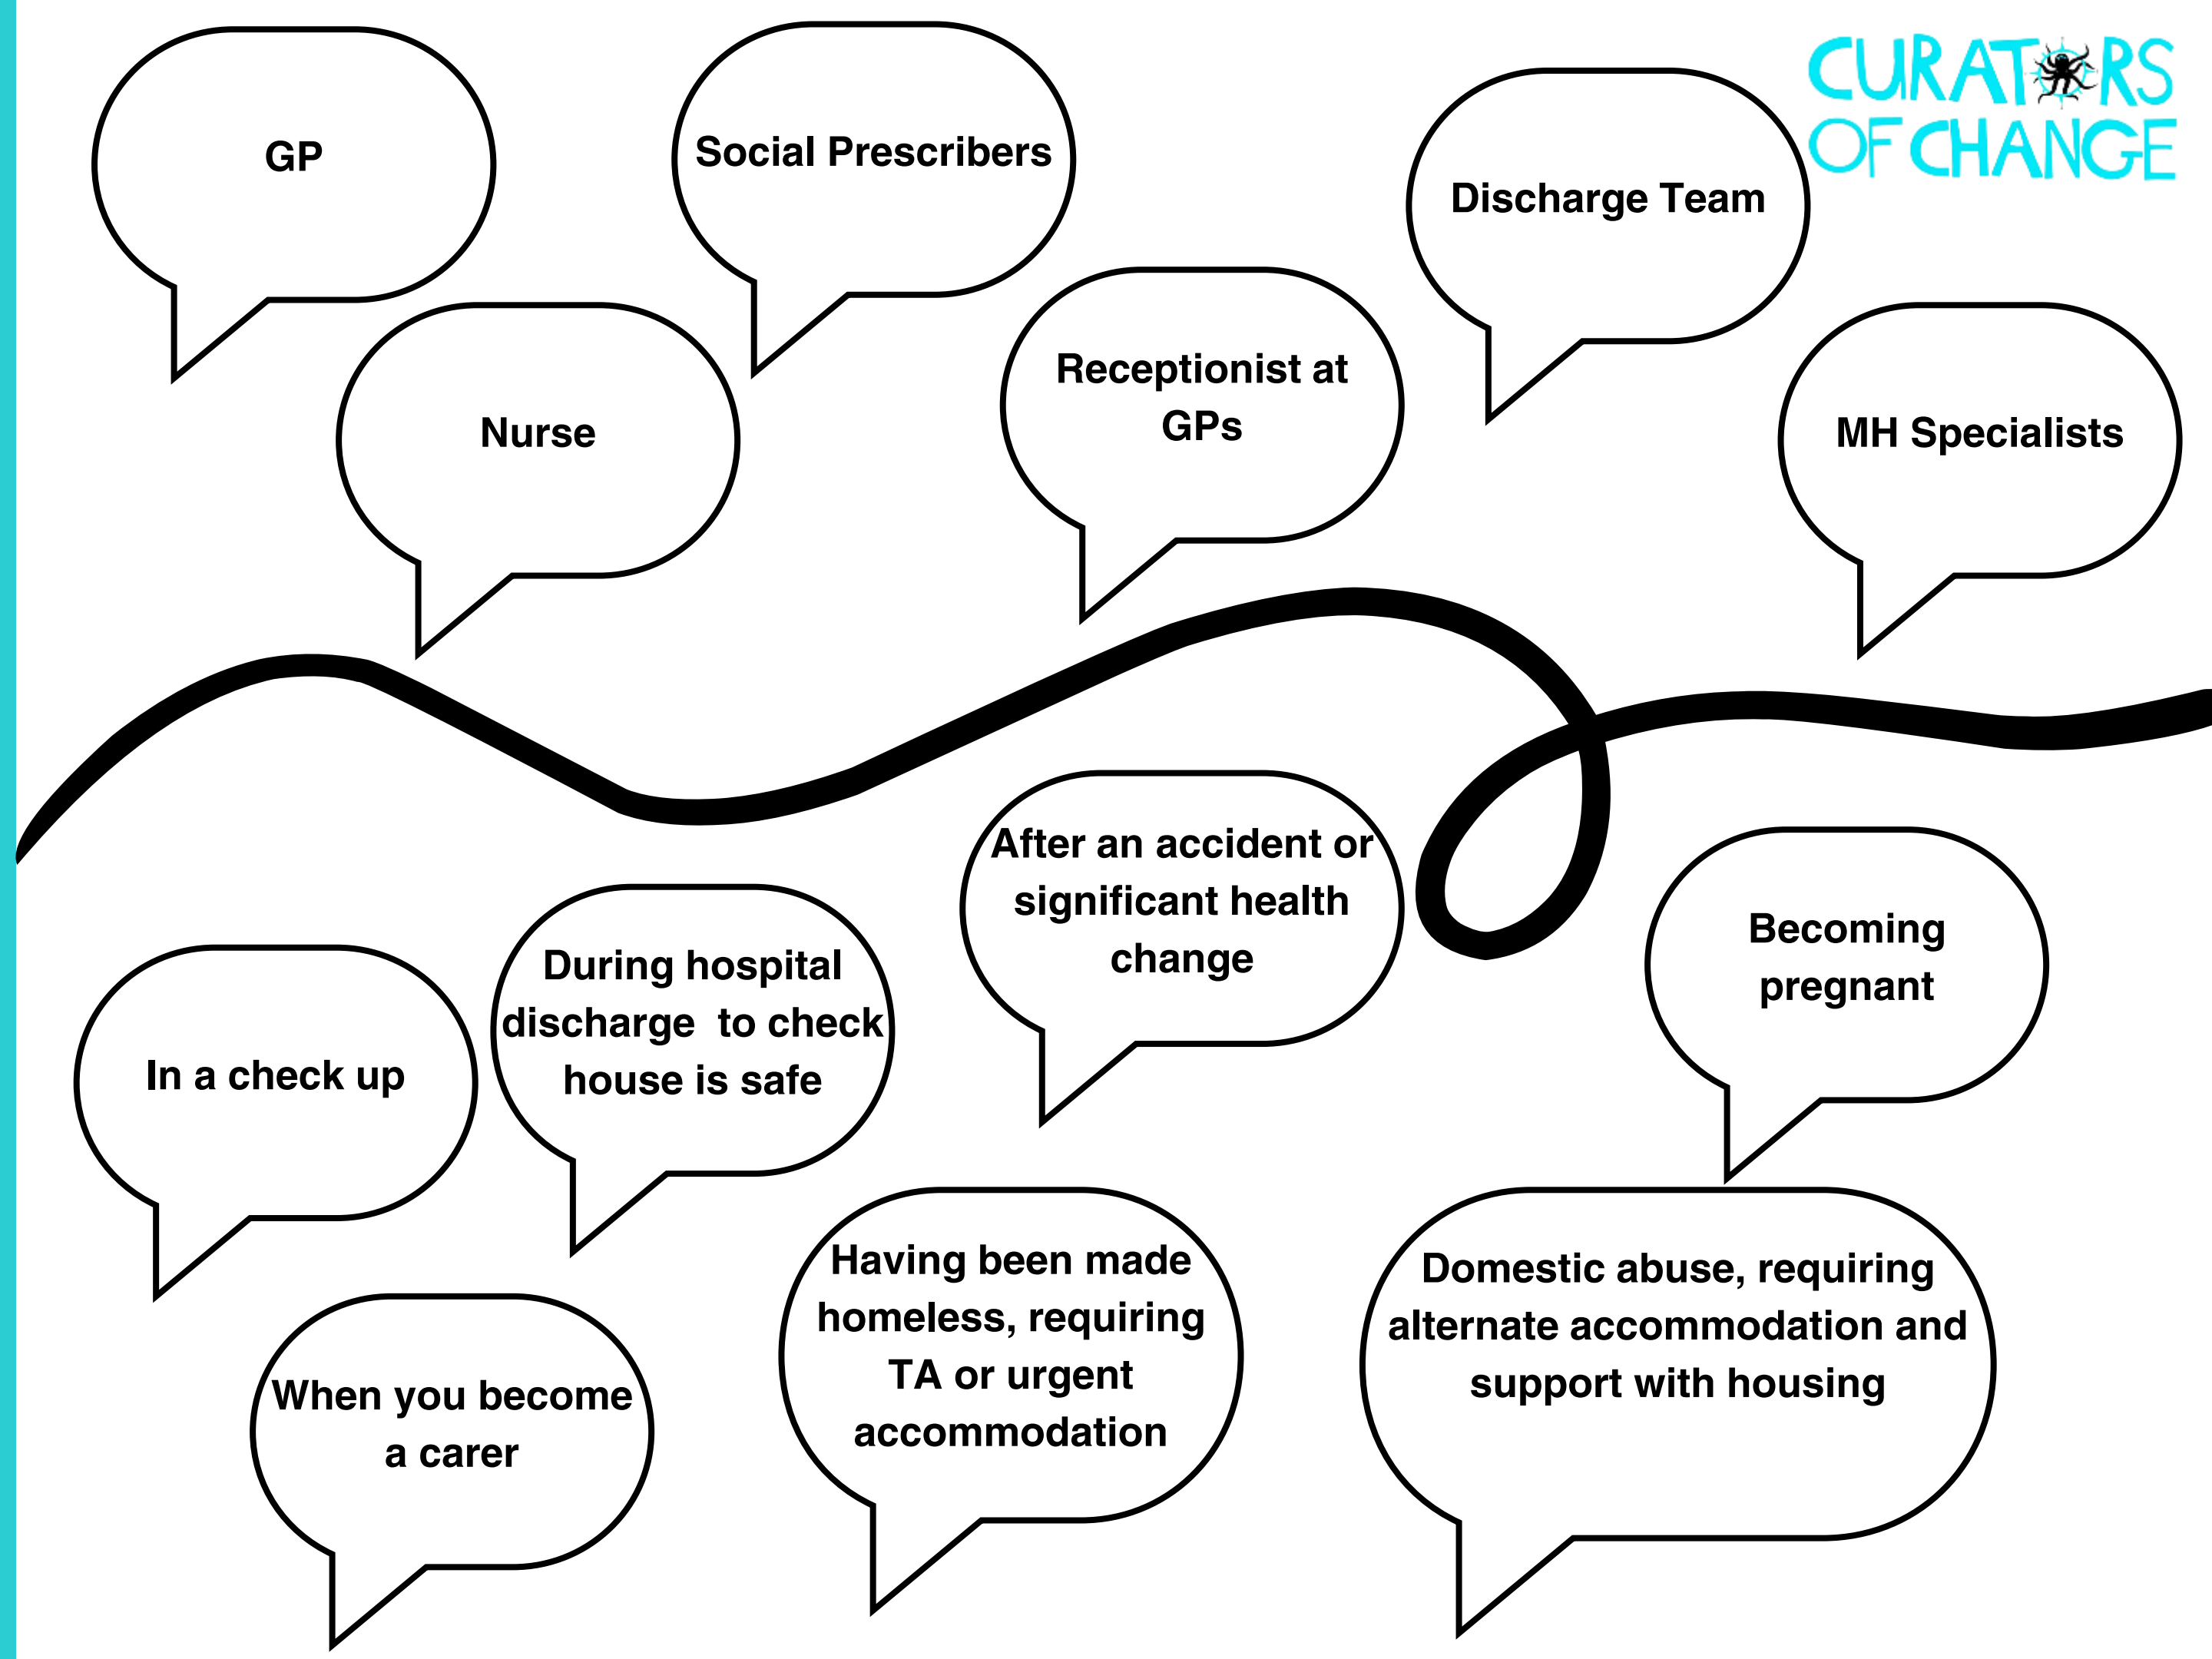 CURATORS
OF CHANGE
GP
Social Prescribers
Discharge Team
Nurse
Receptionist at
GPs
MH Specialists
After an accident or
significant health
change
Becoming
pregnant
During hospital
discharge  to check
house is safe
In a check up
When you become
a carer
Having been made
homeless, requiring
TA or urgent
accommodation
Domestic abuse, requiring
alternate accommodation and
support with housing